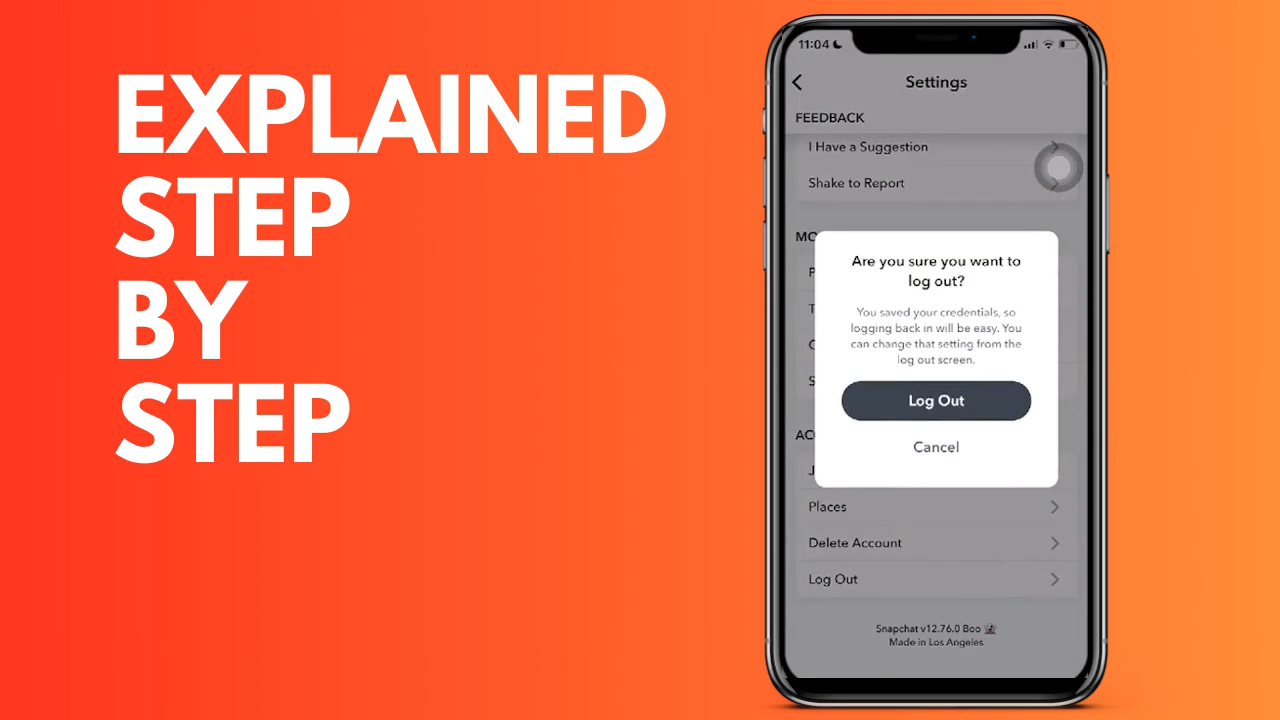 EXPLAINED
STEP
BY
STEP
11:04
Settings
FEEDBACK
I Have a Suggestion
Shake to Report
Are you sure you want to
log out?
You saved your credentials, so
logging back in will be easy. You
can change that setting from the
log out screen.
Log Out
Cancel
Places
Delete Account
Log Out
Snapchat v12.76.0 Boo
Made in Los Angeles